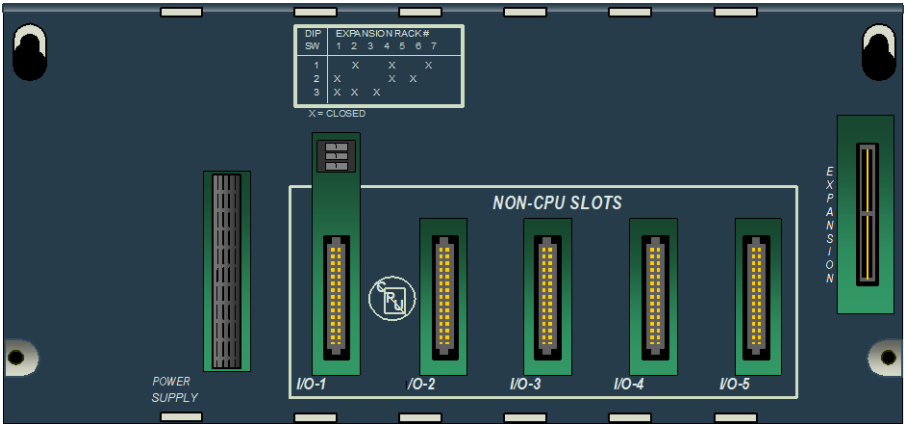 DIP EXPANSION RACK#
SW 1 2 3 4 5 6 7
1 X X X
2 X X X
3 X X X
X = CLOSED
EXPANSION
NON-CPU SLOTS
CRU
I/O-1 /O-2 I/O-3 I/O-4 I/O-5
POWER
SUPPLY